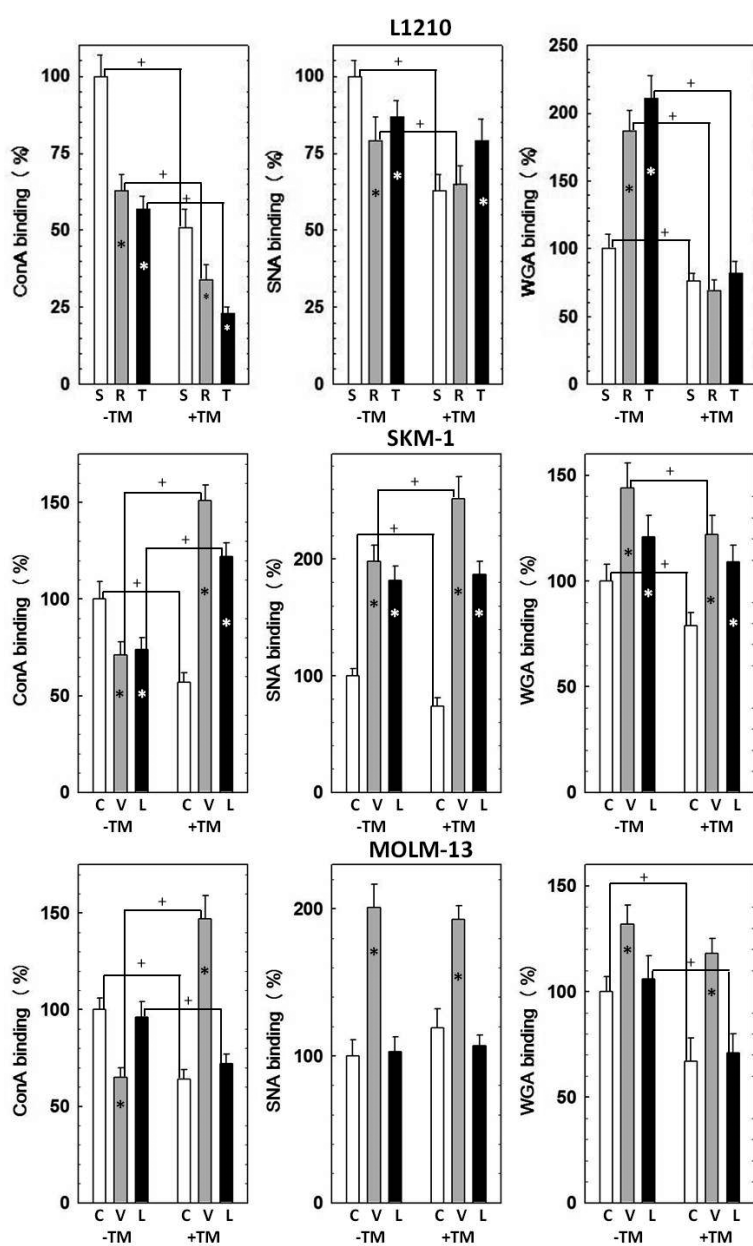 L1210
ConA binding ( %)
100
75
50
25
0
+
+
+
*
*
*
*
S R T S R T
-TM +TM
SNA binding ( %)
100
75
50
25
0
+
+
*
*
*
S R T S R T
-TM +TM
WGA binding ( %)
250
200
150
100
50
0
+
+
+
*
*
S R T S R T
-TM +TM
SKM-1
ConA binding ( %)
150
100
50
0
+
+
+
*
*
*
*
C V L C V L
-TM +TM
SNA binding ( %)
200
100
0
+
+
*
*
*
*
C V L C V L
-TM +TM
WGA binding ( %)
150
100
50
0
+
+
*
*
*
*
C V L C V L
-TM +TM
MOLM-13
ConA binding ( %)
150
100
50
0
+
+
+
*
*
C V L C V L
-TM +TM
SNA binding ( %)
200
100
0
*
*
C V L C V L
-TM +TM
WGA binding ( %)
150
100
50
0
+
+
*
*
C V L C V L
-TM +TM